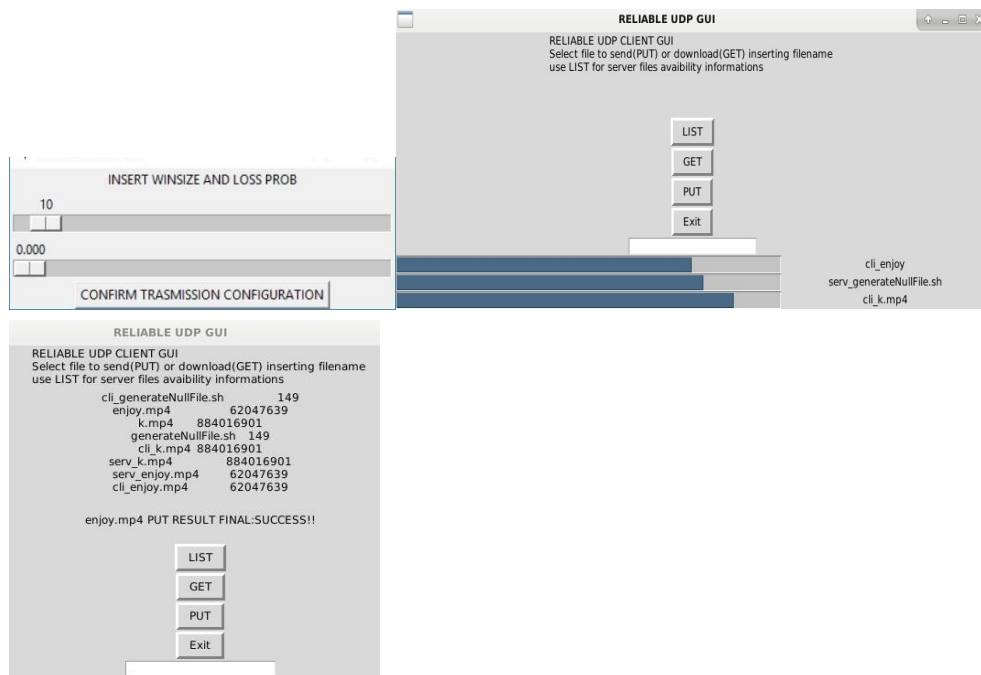 RELIABLE UDP GUI
RELIABLE UDP CLIENT GUI
Select file to send(PUT) or download(GET) inserting filename
use LIST for server files avaibility informations
LIST
GET
PUT
Exit
cli_enjoy
serv_generateNullFile.sh
cli_k.mp4
INSERT WINSIZE AND LOSS PROB
10
0.000
CONFIRM TRASMISSION CONFIGURATION
RELIABLE UDP GUI
RELIABLE UDP CLIENT GUI
Select file to send(PUT) or download(GET) inserting filename
use LIST for server files avaibility informations
cli_generateNullFile.sh 149
enjoy.mp4 62047639
k.mp4 884016901
generateNullFile.sh 149
cli_k.mp4 884016901
serv_k.mp4 884016901
serv_enjoy.mp4 62047639
cli_enjoy.mp4 62047639
enjoy.mp4 PUT RESULT FINAL:SUCCESS!!
LIST
GET
PUT
Exit